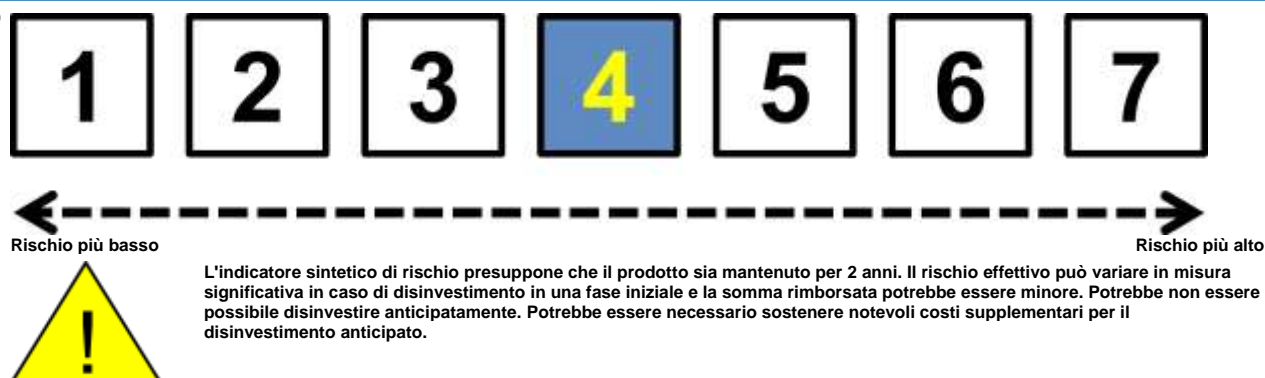 1 2 3 4 5 6 7
Rischio più basso Rischio più alto
L'indicatore sintetico di rischio presuppone che il prodotto sia mantenuto per 2 anni. Il rischio effettivo può variare in misura
significativa in caso di disinvestimento in una fase iniziale e la somma rimborsata potrebbe essere minore. Potrebbe non essere
possibile disinvestire anticipatamente. Potrebbe essere necessario sostenere notevoli costi supplementari per il
disinvestimento anticipato.
!